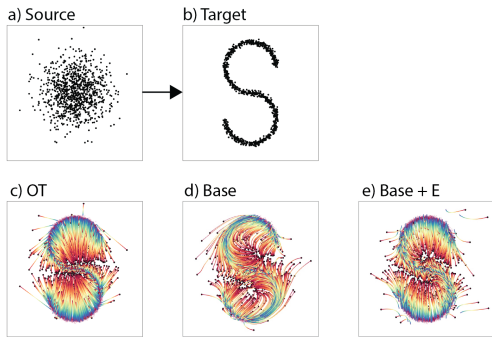 a) Source
b) Target
c) OT
d) Base
e) Base + E